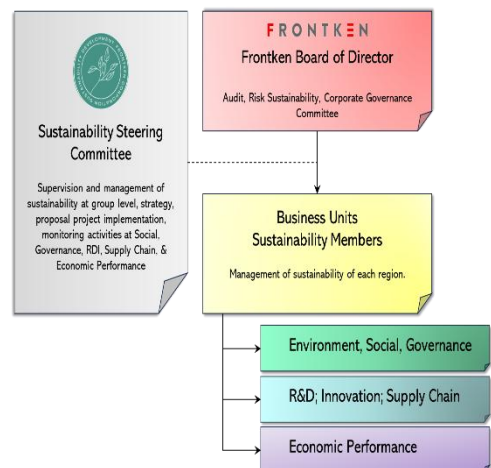 Sustainability Steering
Committee
Supervision and management of
sustainability at group level, strategy,
proposal project implementation,
monitoring activities at Social,
Governance, RDI, Supply Chain, &
Economic Performance
FRONTKEN
Frontken Board of Director
Audit, Risk Sustainability, Corporate Governance
Committee
Business Units
Sustainability Members
Management of sustainability of each region.
Environment, Social, Governance
R&D; Innovation; Supply Chain
Economic Performance